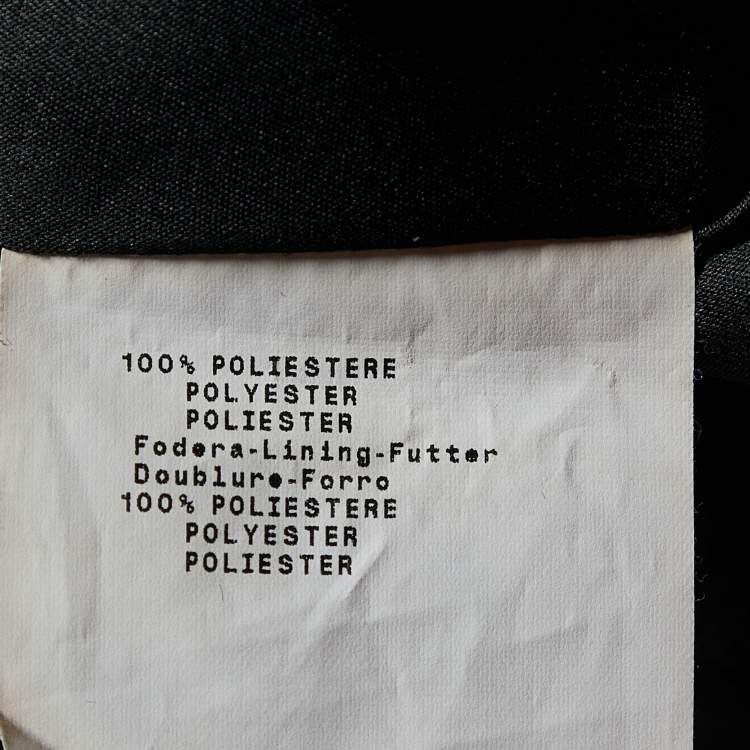 100% POLIESTERE
POLYESTER
POLIESTER
Fodera-Lining-Futter
Doublure-Forro
100% POLIESTERE
POLYESTER
POLIESTER